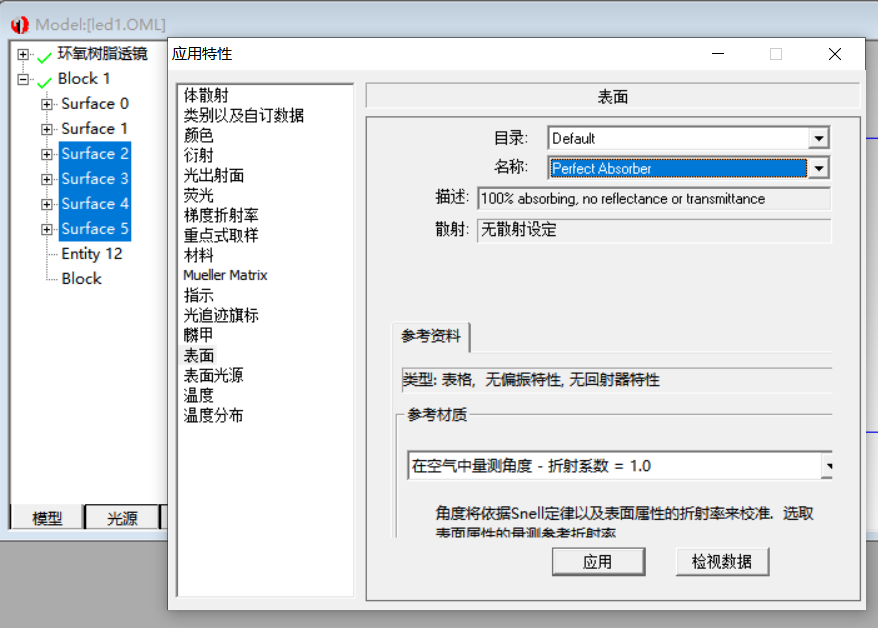 Model:[led1.OML]
环氧树脂透镜
Block 1
Surface 0
Surface 1
Surface 2
Surface 3
Surface 4
Surface 5
Entity 12
Block
模型
光源
应用特性
体散射
类别以及自订数据
颜色
衍射
光出射面
荧光
梯度折射率
重点式取样
材料
Mueller Matrix
指示
光追迹旗标
麟甲
表面
表面光源
温度
温度分布
表面
目录: Default
名称: Perfect Absorber
描述: 100% absorbing, no reflectance or transmittance
散射: 无散射设定
参考资料
类型: 表格, 无偏振特性, 无回射器特性
参考材质
在空气中量测角度 - 折射系数 = 1.0
角度将依据Snell定律以及表面属性的折射率来校准. 选取
表面属性的量测参考折射率
应用
检视数据